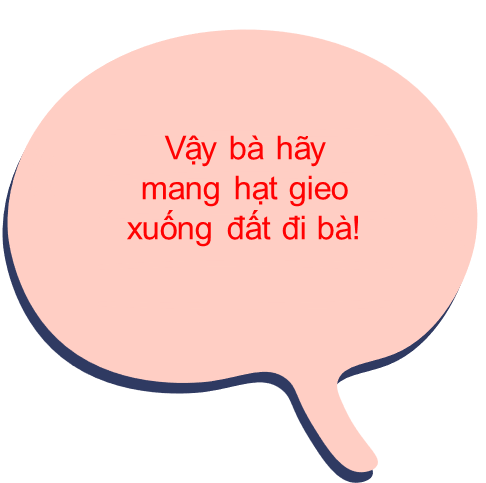 Vậy bà hãy
mang hạt gieo
xuống đất đi bà!